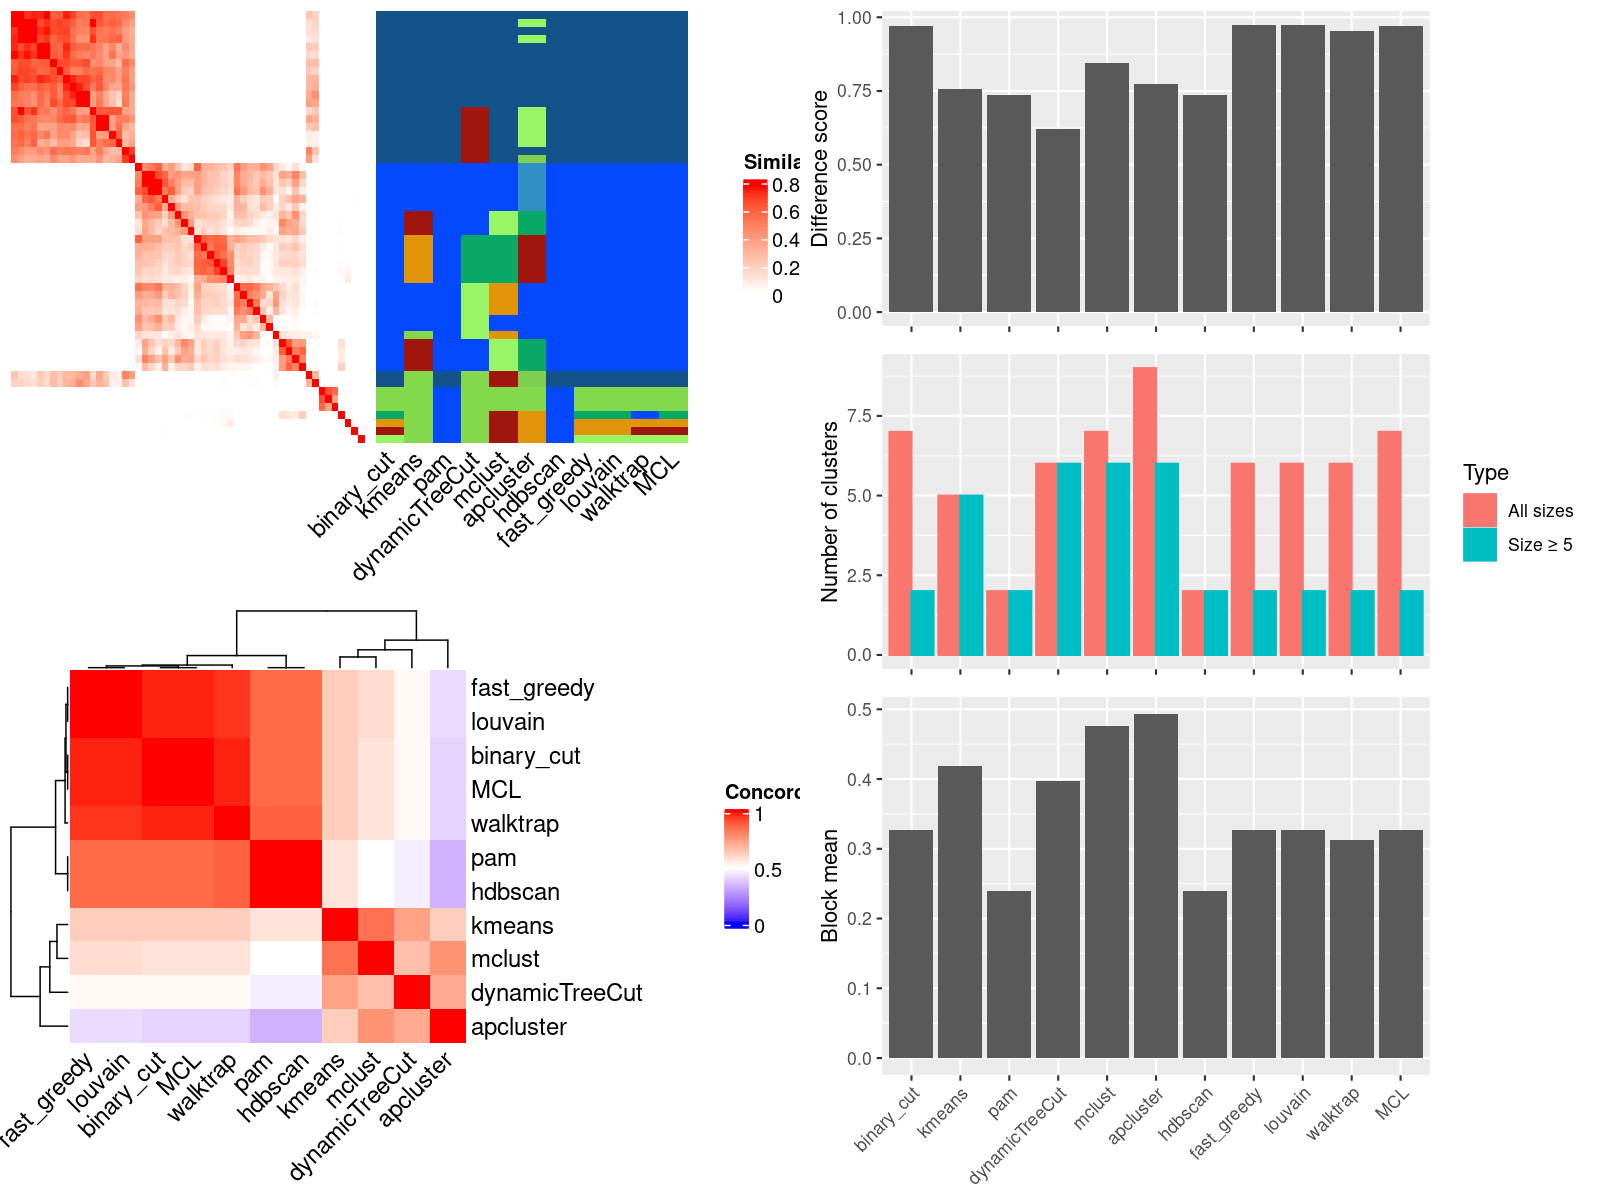 Simila
0.8
0.6
0.4
0.2
0
binary_cut
kmeans
pam
dynamicTreeCut
mclust
apcluster
hdbscan
fast_greedy
louvain
walktrap
MCL
Difference score
1.00
0.75
0.50
0.25
0.00
Number of clusters
7.5
5.0
2.5
0.0
Type
All sizes
Size ≥ 5
fast_greedy
louvain
binary_cut
MCL
walktrap
pam
hdbscan
kmeans
mclust
dynamicTreeCut
apcluster
fast_greedy
louvain
binary_cut
MCL
walktrap
pam
hdbscan
kmeans
mclust
dynamicTreeCut
apcluster
Concord
1
0.5
0
Block mean
0.5
0.4
0.3
0.2
0.1
0.0
binary_cut
kmeans
pam
dynamicTreeCut
mclust
apcluster
hdbscan
fast_greedy
louvain
walktrap
MCL